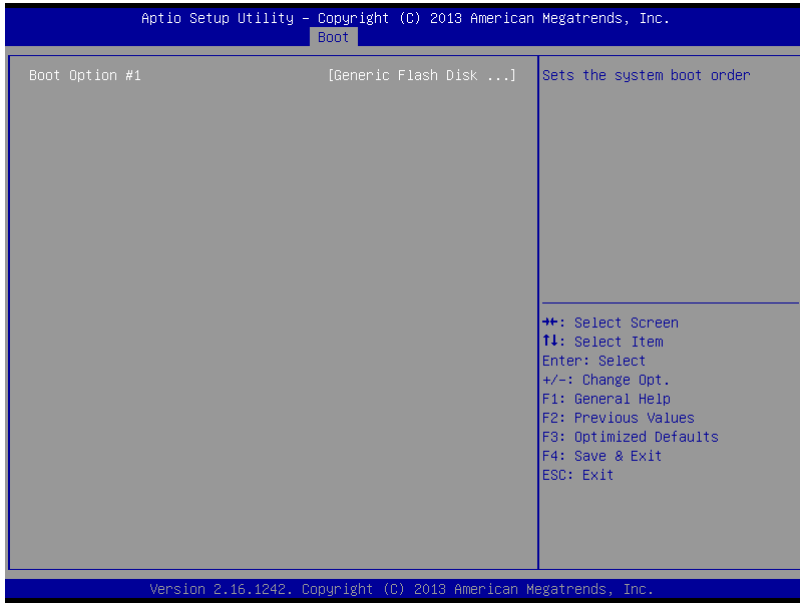 Aptio Setup Utility – Copyright (C) 2013 American Megatrends, Inc.
Boot
Boot Option #1 [Generic Flash Disk ...]
Sets the system boot order
→←: Select Screen
↑↓: Select Item
Enter: Select
+/-: Change Opt.
F1: General Help
F2: Previous Values
F3: Optimized Defaults
F4: Save & Exit
ESC: Exit
Version 2.16.1242. Copyright (C) 2013 American Megatrends, Inc.